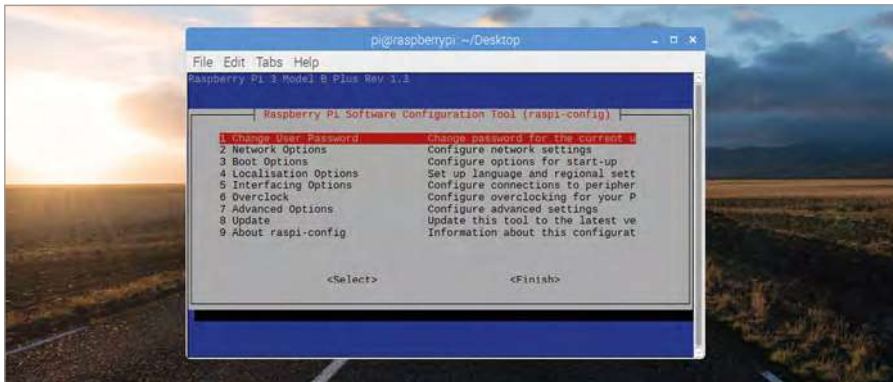 pi@raspberrypi: ~/Desktop
File Edit Tabs Help
Raspberry Pi 3 Model B Plus Rev 1.3
Raspberry Pi Software Configuration Tool (raspi-config)
1 Change User Password Change password for the current u
2 Network Options Configure network settings
3 Boot Options Configure options for start-up
4 Localisation Options Set up language and regional sett
5 Interfacing Options Configure connections to peripher
6 Overclock Configure overclocking for your P
7 Advanced Options Configure advanced settings
8 Update Update this tool to the latest ve
9 About raspi-config Information about this configurat
<Select> <Finish>